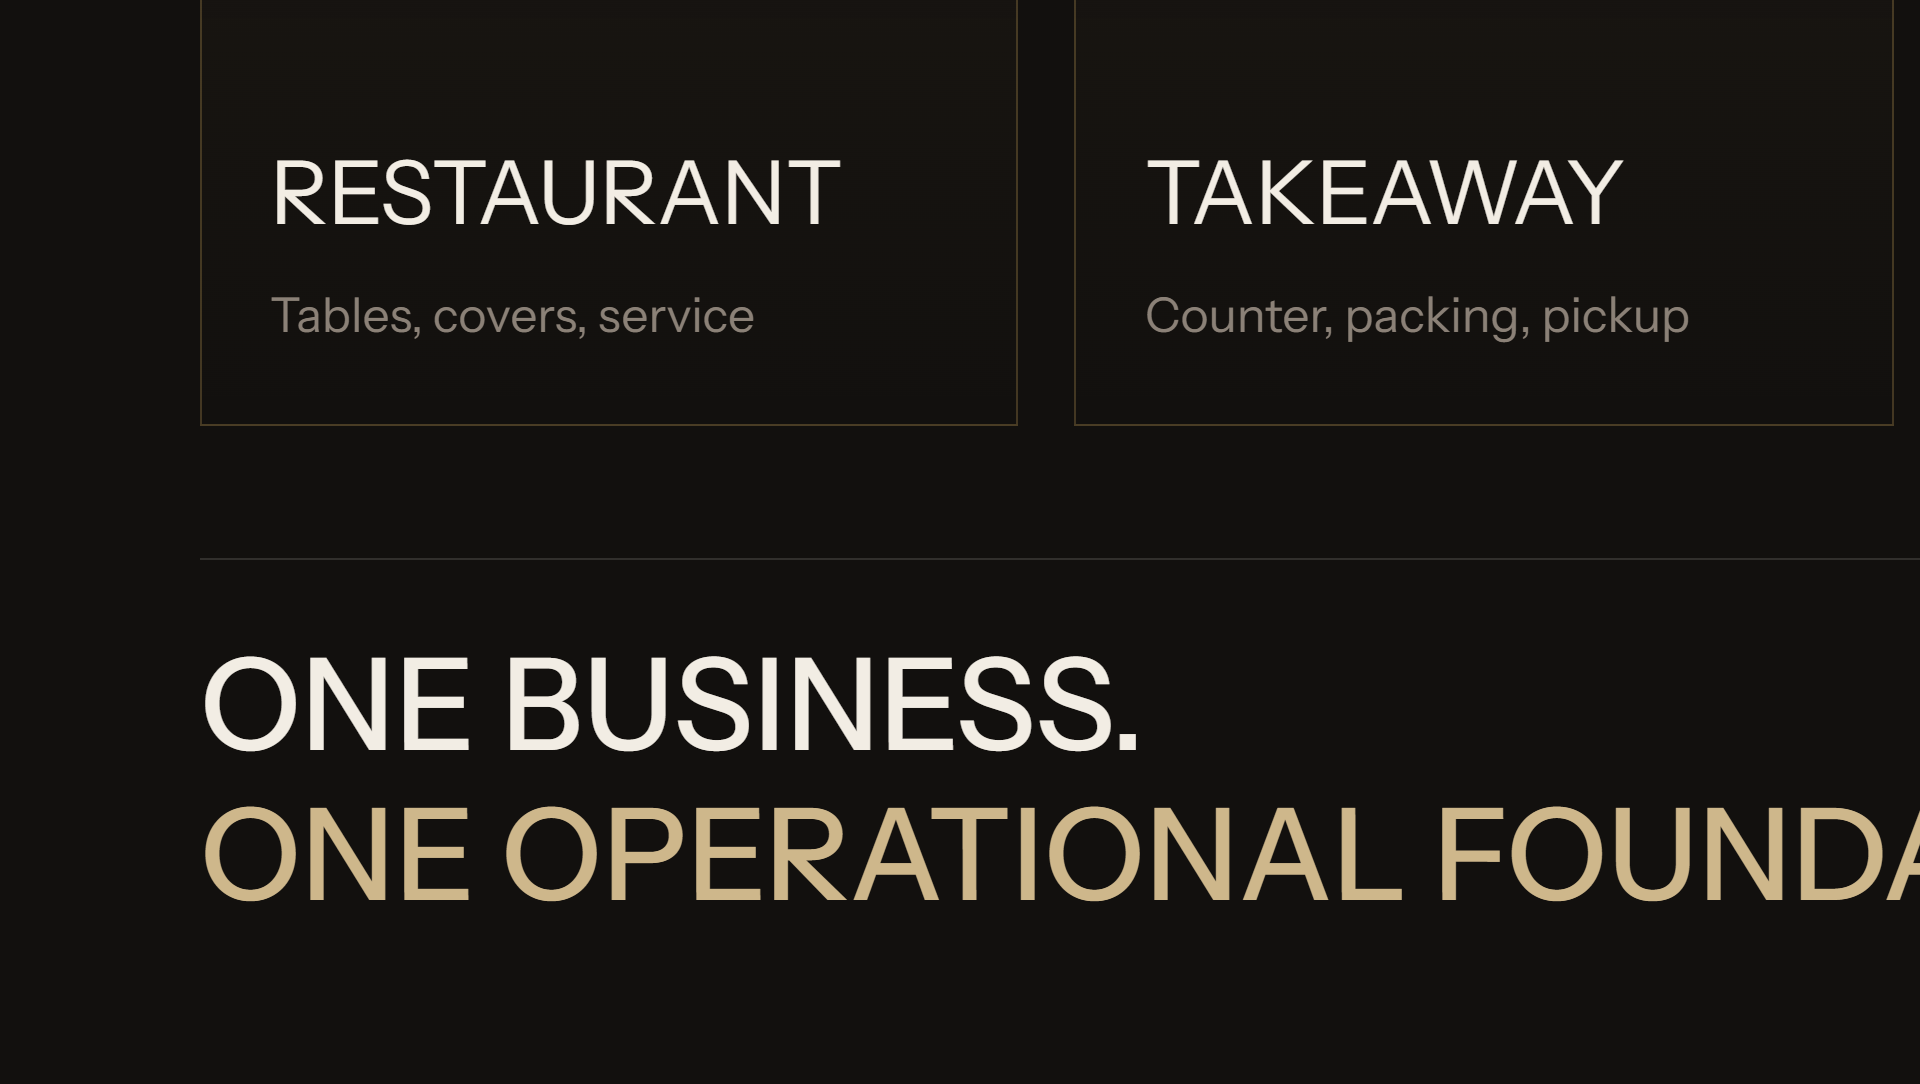 RESTAURANT
Tables, covers, service
TAKEAWAY
Counter, packing, pickup
ONE BUSINESS.
ONE OPERATIONAL